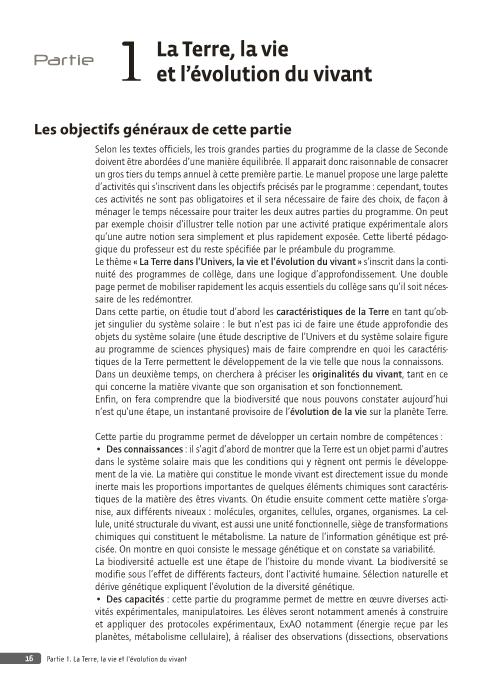 Partie 1 La Terre, la vie
et l'évolution du vivant
Les objectifs généraux de cette partie
Selon les textes officiels, les trois grandes parties du programme de la classe de Seconde
doivent être abordées d'une manière équilibrée. Il apparait donc raisonnable de consacrer
un gros tiers du temps annuel à cette première partie. Le manuel propose une large palette
d'activités qui s'inscrivent dans les objectifs précisés par le programme : cependant, toutes
ces activités ne sont pas obligatoires et il sera nécessaire de faire des choix, de façon à
ménager le temps nécessaire pour traiter les deux autres parties du programme. On peut
par exemple choisir d'illustrer telle notion par une activité pratique expérimentale alors
qu'une autre notion sera simplement et plus rapidement exposée. Cette liberté pédago-
gique du professeur est du reste spécifiée par le préambule du programme.
Le thème « La Terre dans l'Univers, la vie et l'évolution du vivant » s'inscrit dans la conti-
nuité des programmes de collège, dans une logique d'approfondissement. Une double
page permet de mobiliser rapidement les acquis essentiels du collège sans qu'il soit néces-
saire de les redémontrer.
Dans cette partie, on étudie tout d'abord les caractéristiques de la Terre en tant qu'ob-
jet singulier du système solaire : le but n'est pas ici de faire une étude approfondie des
objets du système solaire (une étude descriptive de l'Univers et du système solaire figure
au programme de sciences physiques) mais de faire comprendre en quoi les caractéris-
tiques de la Terre permettent le développement de la vie telle que nous la connaissons.
Dans un deuxième temps, on cherchera à préciser les originalités du vivant, tant en ce
qui concerne la matière vivante que son organisation et son fonctionnement.
Enfin, on fera comprendre que la biodiversité que nous pouvons constater aujourd'hui
n'est qu'une étape, un instantané provisoire de l'évolution de la vie sur la planète Terre.
Cette partie du programme permet de développer un certain nombre de compétences :
• Des connaissances : il s'agit d'abord de montrer que la Terre est un objet parmi d'autres
dans le système solaire mais que les conditions qui y règnent ont permis le développe-
ment de la vie. La matière qui constitue le monde vivant est directement issue du monde
inerte mais les proportions importantes de quelques éléments chimiques sont caractéris-
tiques de la matière des êtres vivants. On étudie ensuite comment cette matière s'orga-
nise, aux différents niveaux : molécules, organites, cellules, organes, organismes. La cel-
lule, unité structurale du vivant, est aussi une unité fonctionnelle, siège de transformations
chimiques qui constituent le métabolisme. La nature de l'information génétique est pré-
cisée. On montre en quoi consiste le message génétique et on constate sa variabilité.
La biodiversité actuelle est une étape de l'histoire du monde vivant. La biodiversité se
modifie sous l'effet de différents facteurs, dont l'activité humaine. Sélection naturelle et
dérive génétique expliquent l'évolution de la diversité génétique.
• Des capacités : cette partie du programme permet de mettre en œuvre diverses acti-
vités expérimentales, manipulatoires. Les élèves seront notamment amenés à construire
et appliquer des protocoles expérimentaux, ExAO notamment (énergie reçue par les
planètes, métabolisme cellulaire), à réaliser des observations (dissections, observations
16 Partie 1. La Terre, la vie et l'évolution du vivant